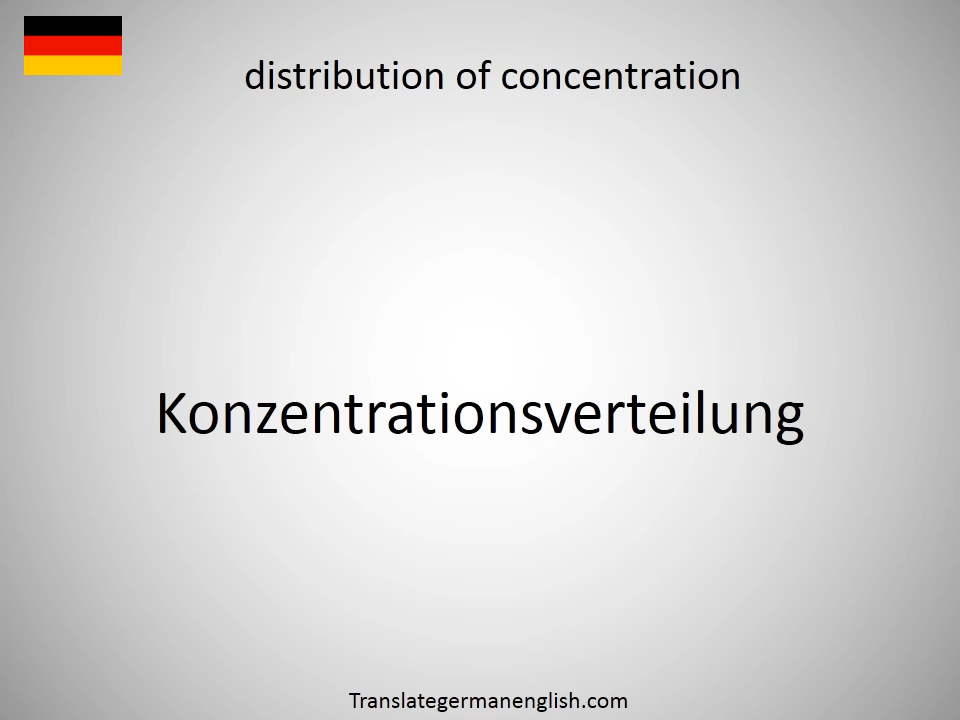 distribution of concentration
Konzentrationsverteilung
Translategermanenglish.com